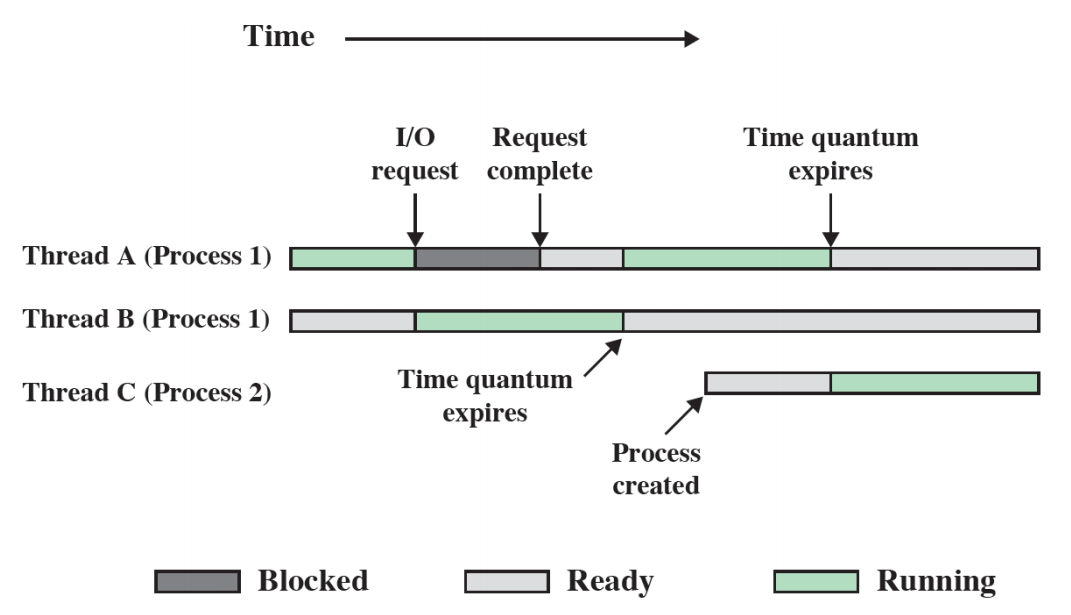 Time
I/O
request
Request
complete
Time quantum
expires
Thread A (Process 1)
Thread B (Process 1)
Time quantum
expires
Thread C (Process 2)
Process
created
Blocked
Ready
Running